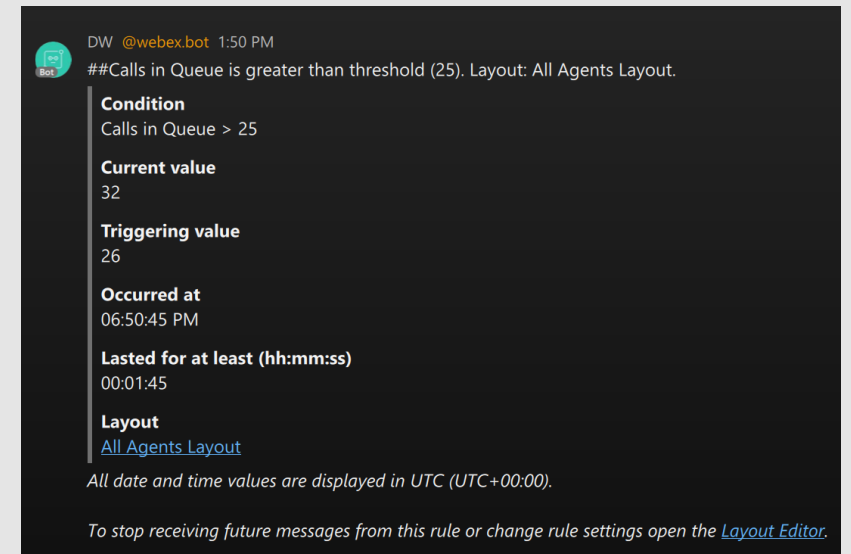 DW @webex.bot 1:50 PM
##Calls in Queue is greater than threshold (25). Layout: All Agents Layout.
Bot
Condition
Calls in Queue > 25
Current value
32
Triggering value
26
Occurred at
06:50:45 PM
Lasted for at least (hh:mm:ss)
00:01:45
Layout
All Agents Layout
All date and time values are displayed in UTC (UTC+00:00).
To stop receiving future messages from this rule or change rule settings open the Layout Editor.